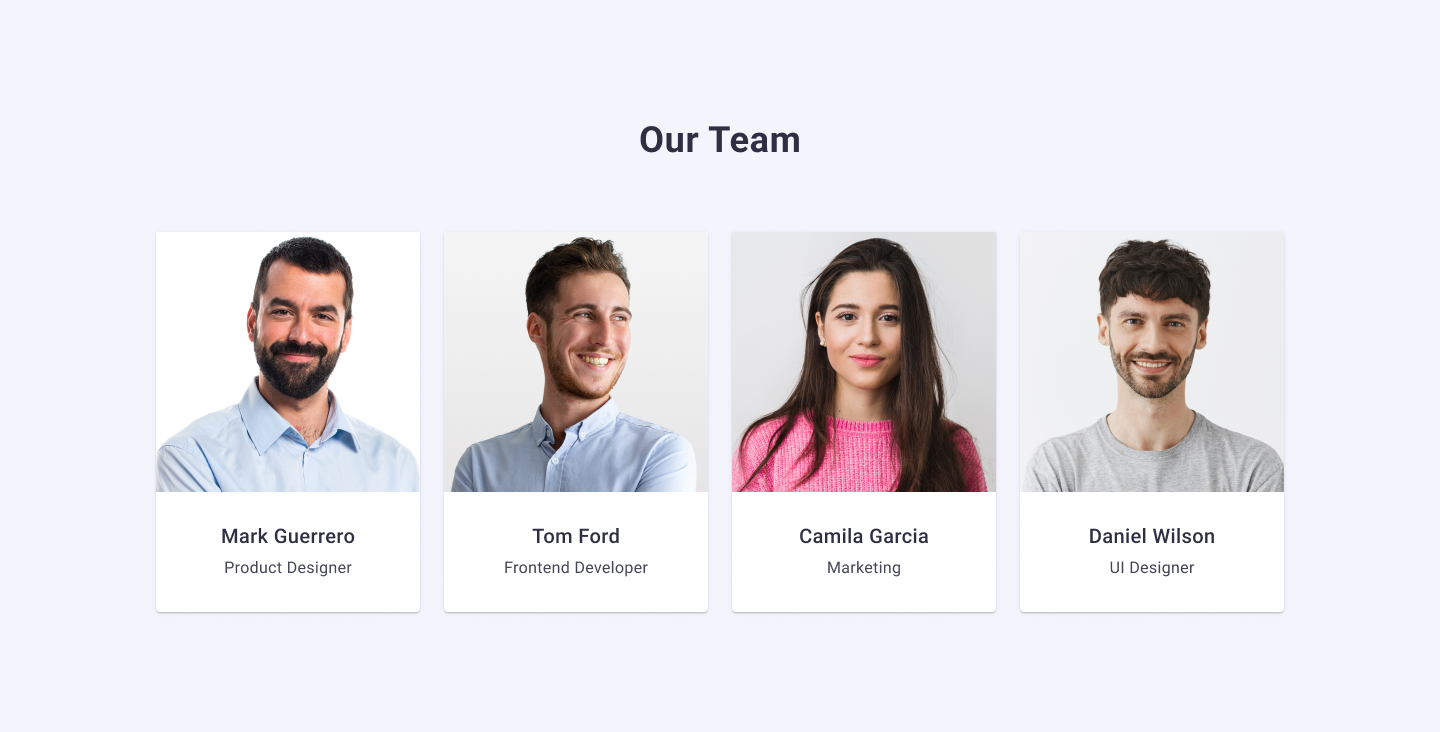 Our Team
Mark Guerrero
Product Designer
Tom Ford
Frontend Developer
Camila Garcia
Marketing
Daniel Wilson
UI Designer